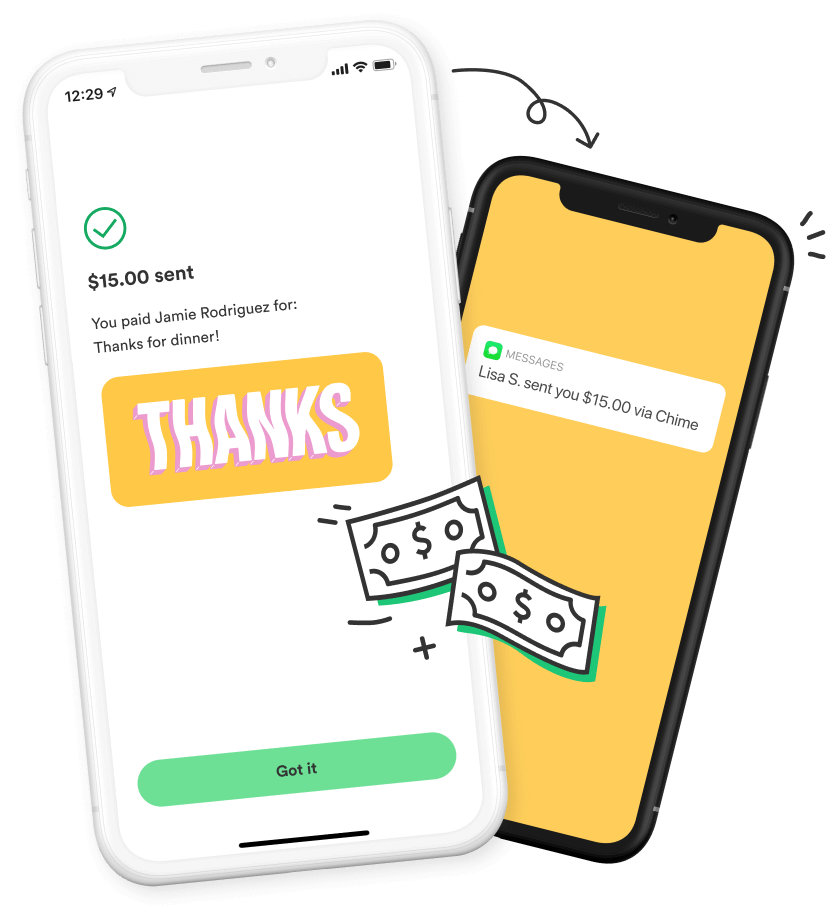 12:29
$15.00 sent
You paid Jamie Rodriguez for:
Thanks for dinner!
THANKS
Got it
MESSAGES
Lisa S. sent you $15.00 via Chime
$
$